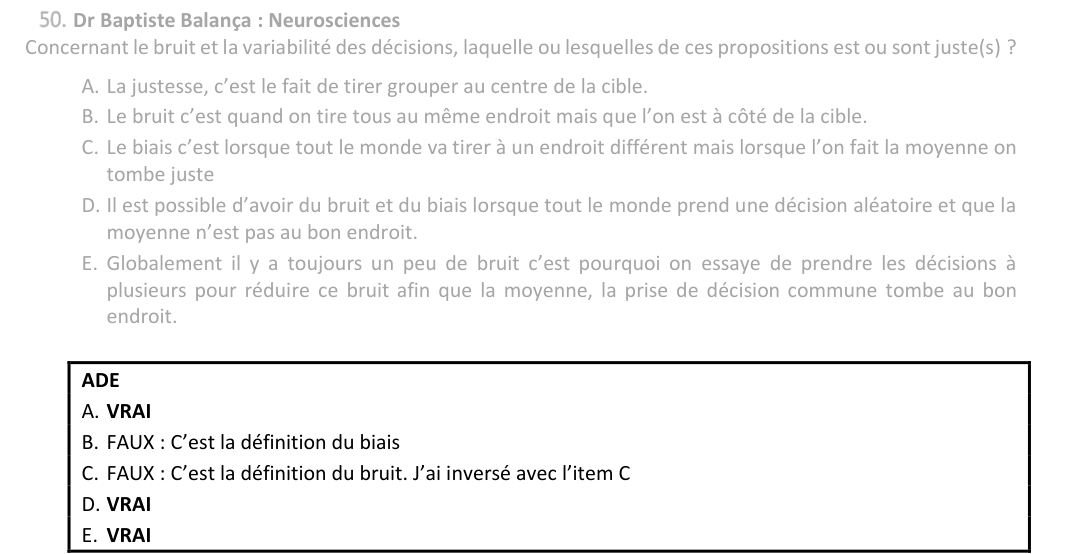 50. Dr Baptiste Balança : Neurosciences
Concernant le bruit et la variabilité des décisions, laquelle ou lesquelles de ces propositions est ou sont juste(s) ?
A. La justesse, c’est le fait de tirer grouper au centre de la cible.
B. Le bruit c’est quand on tire tous au même endroit mais que l’on est à côté de la cible.
C. Le biais c’est lorsque tout le monde va tirer à un endroit différent mais lorsque l’on fait la moyenne on
tombe juste
D. Il est possible d’avoir du bruit et du biais lorsque tout le monde prend une décision aléatoire et que la
moyenne n’est pas au bon endroit.
E. Globalement il y a toujours un peu de bruit c’est pourquoi on essaye de prendre les décisions à
plusieurs pour réduire ce bruit afin que la moyenne, la prise de décision commune tombe au bon
endroit.
ADE
A. VRAI
B. FAUX : C’est la définition du biais
C. FAUX : C’est la définition du bruit. J’ai inversé avec l’item C
D. VRAI
E. VRAI